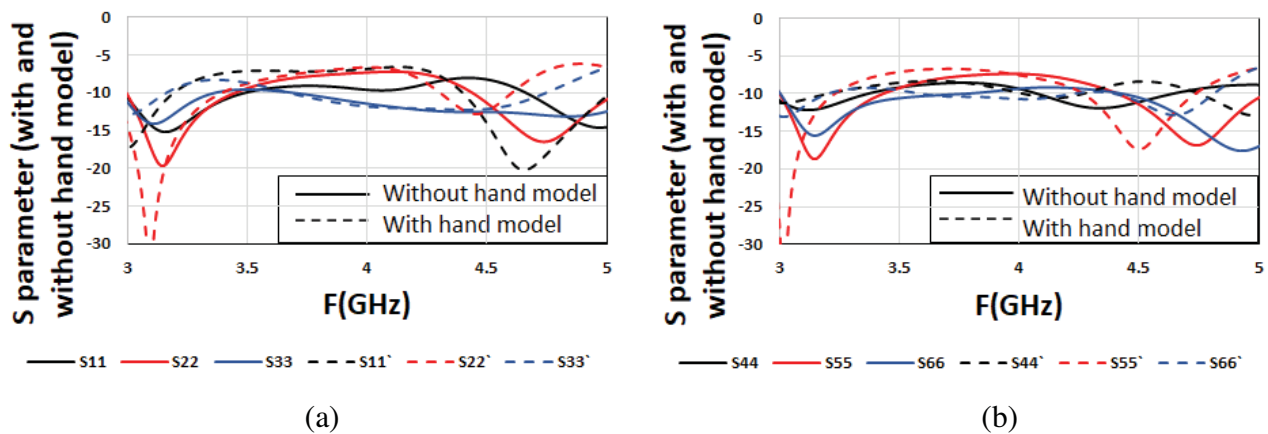 S parameter (with and
without hand model)
0
-5
-10
-15
-20
-25
-30
3
3.5
4
4.5
5
F(GHz)
Without hand model
With hand model
S11 S22 S33 S11` S22` S33`
(a)
S parameter (with and
without hand model)
0
-5
-10
-15
-20
-25
-30
3
3.5
4
4.5
5
F(GHz)
Without hand model
With hand model
S44 S55 S66 S44` S55` S66`
(b)